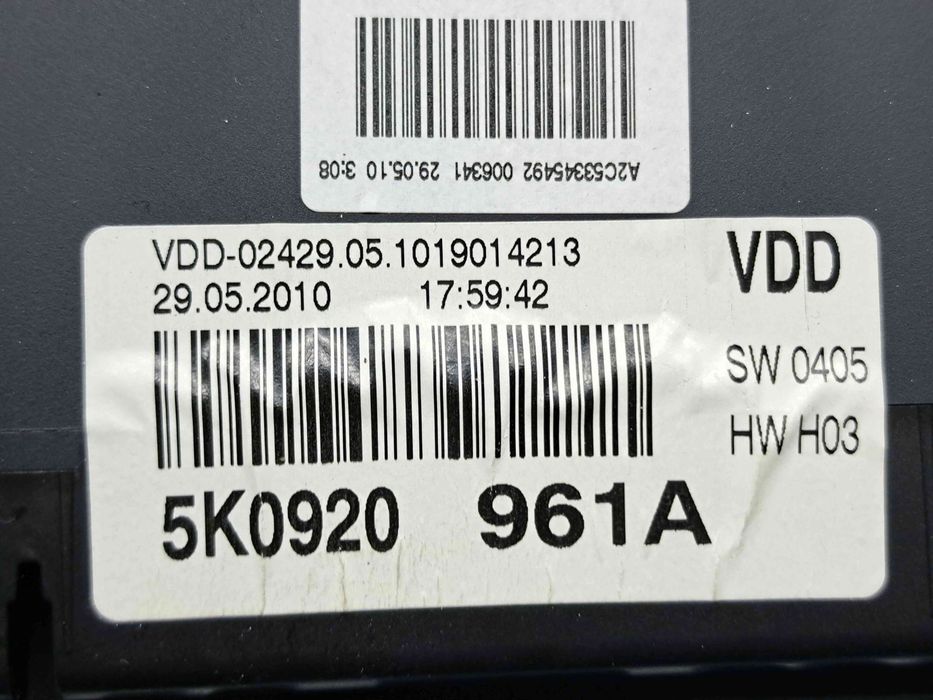 A2C53345492 006341 29.05.10 3:08
VDD-02429.05.1019014213
29.05.2010 17:59:42
VDD
SW 0405
HW H03
5K0920 961A